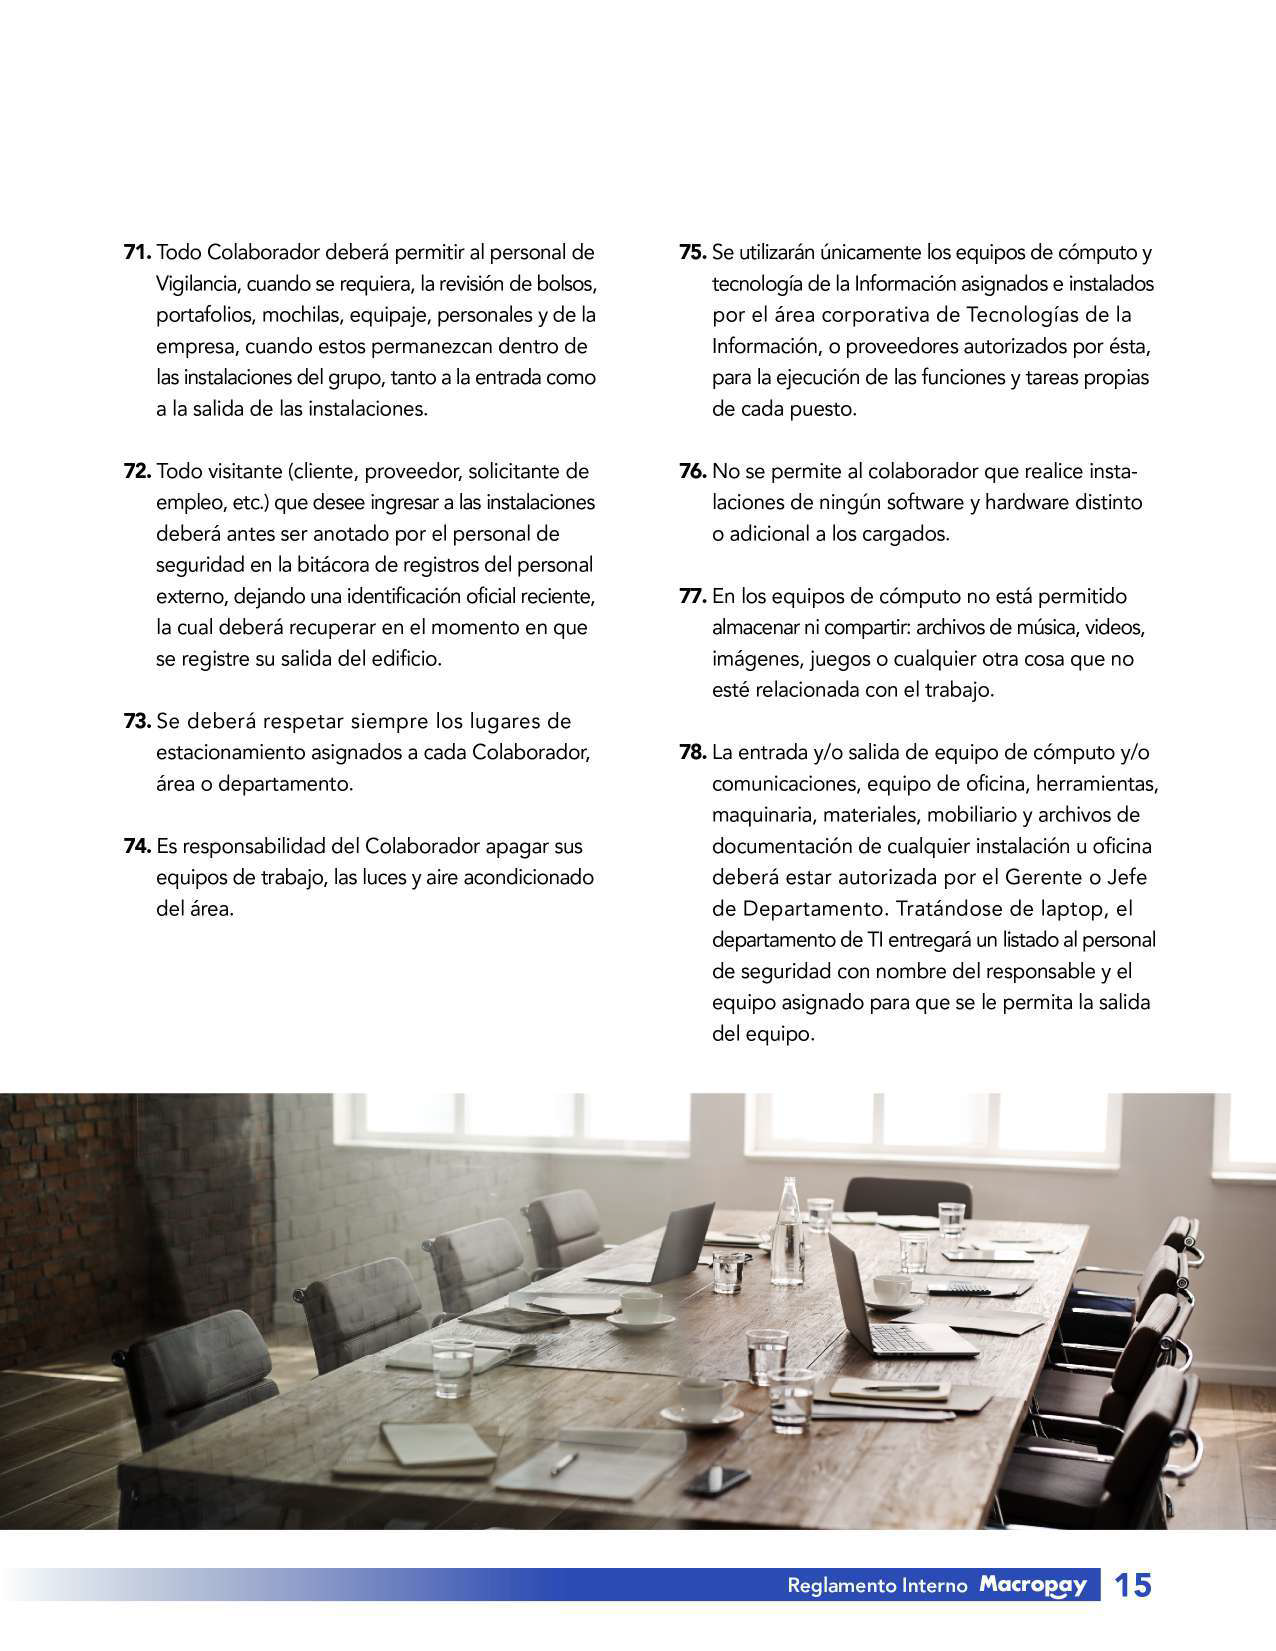 71. Todo Colaborador deberá permitir al personal de
Vigilancia, cuando se requiera, la revisión de bolsos,
portafolios, mochilas, equipaje, personales y de la
empresa, cuando estos permanezcan dentro de
las instalaciones del grupo, tanto a la entrada como
a la salida de las instalaciones.
72. Todo visitante (cliente, proveedor, solicitante de
empleo, etc.) que desee ingresar a las instalaciones
deberá antes ser anotado por el personal de
seguridad en la bitácora de registros del personal
externo, dejando una identificación oficial reciente,
la cual deberá recuperar en el momento en que
se registre su salida del edificio.
73. Se deberá respetar siempre los lugares de
estacionamiento asignados a cada Colaborador,
área o departamento.
74. Es responsabilidad del Colaborador apagar sus
equipos de trabajo, las luces y aire acondicionado
del área.
75. Se utilizarán únicamente los equipos de cómputo y
tecnología de la Información asignados e instalados
por el área corporativa de Tecnologías de la
Información, o proveedores autorizados por ésta,
para la ejecución de las funciones y tareas propias
de cada puesto.
76. No se permite al colaborador que realice insta-
laciones de ningún software y hardware distinto
o adicional a los cargados.
77. En los equipos de cómputo no está permitido
almacenar ni compartir: archivos de música, videos,
imágenes, juegos o cualquier otra cosa que no
esté relacionada con el trabajo.
78. La entrada y/o salida de equipo de cómputo y/o
comunicaciones, equipo de oficina, herramientas,
maquinaria, materiales, mobiliario y archivos de
documentación de cualquier instalación u oficina
deberá estar autorizada por el Gerente o Jefe
de Departamento. Tratándose de laptop, el
departamento de TI entregará un listado al personal
de seguridad con nombre del responsable y el
equipo asignado para que se le permita la salida
del equipo.
Reglamento Interno Macropay 15